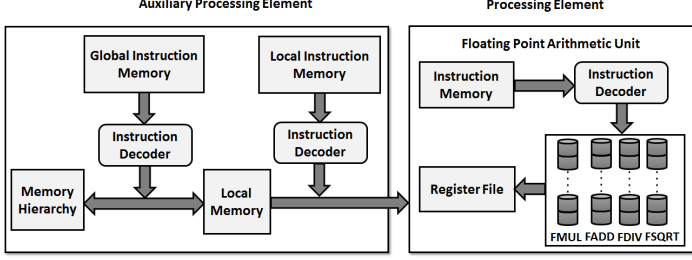 Auxiliary Processing Element
Processing Element
Global Instruction
Memory
Local Instruction
Memory
Instruction
Decoder
Instruction
Decoder
Memory
Hierarchy
Local
Memory
Floating Point Arithmetic Unit
Instruction
Memory
Instruction
Decoder
Register File
FMUL FADD FDIV FSQRT